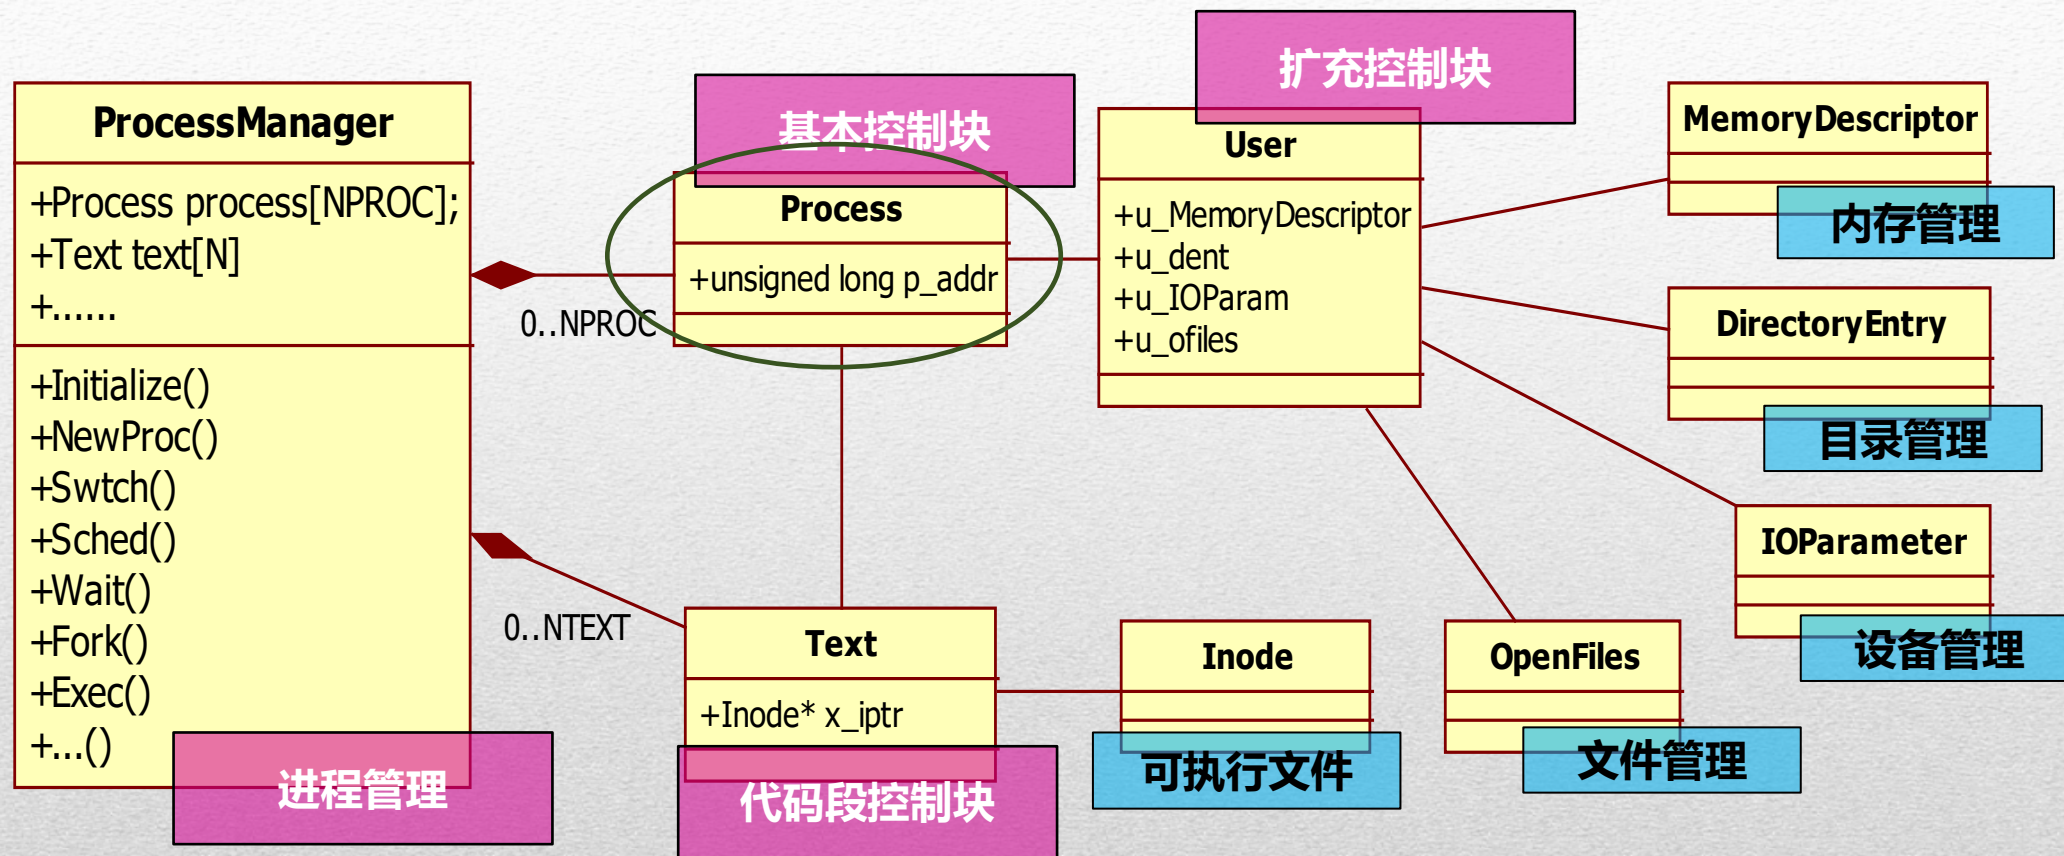 ProcessManager
+Process process[NPROC];
+Text text[N]
+......
+Initialize()
+NewProc()
+Swtch()
+Sched()
+Wait()
+Fork()
+Exec()
+...()
进程管理
0..NPROC
0..NTEXT
基本控制块
Process
+unsigned long p_addr
Text
+Inode* x_iptr
代码段控制块
扩充控制块
User
+u_MemoryDescriptor
+u_dent
+u_IOParam
+u_ofiles
Inode
可执行文件
OpenFiles
文件管理
MemoryDescriptor
内存管理
DirectoryEntry
目录管理
IOParameter
设备管理